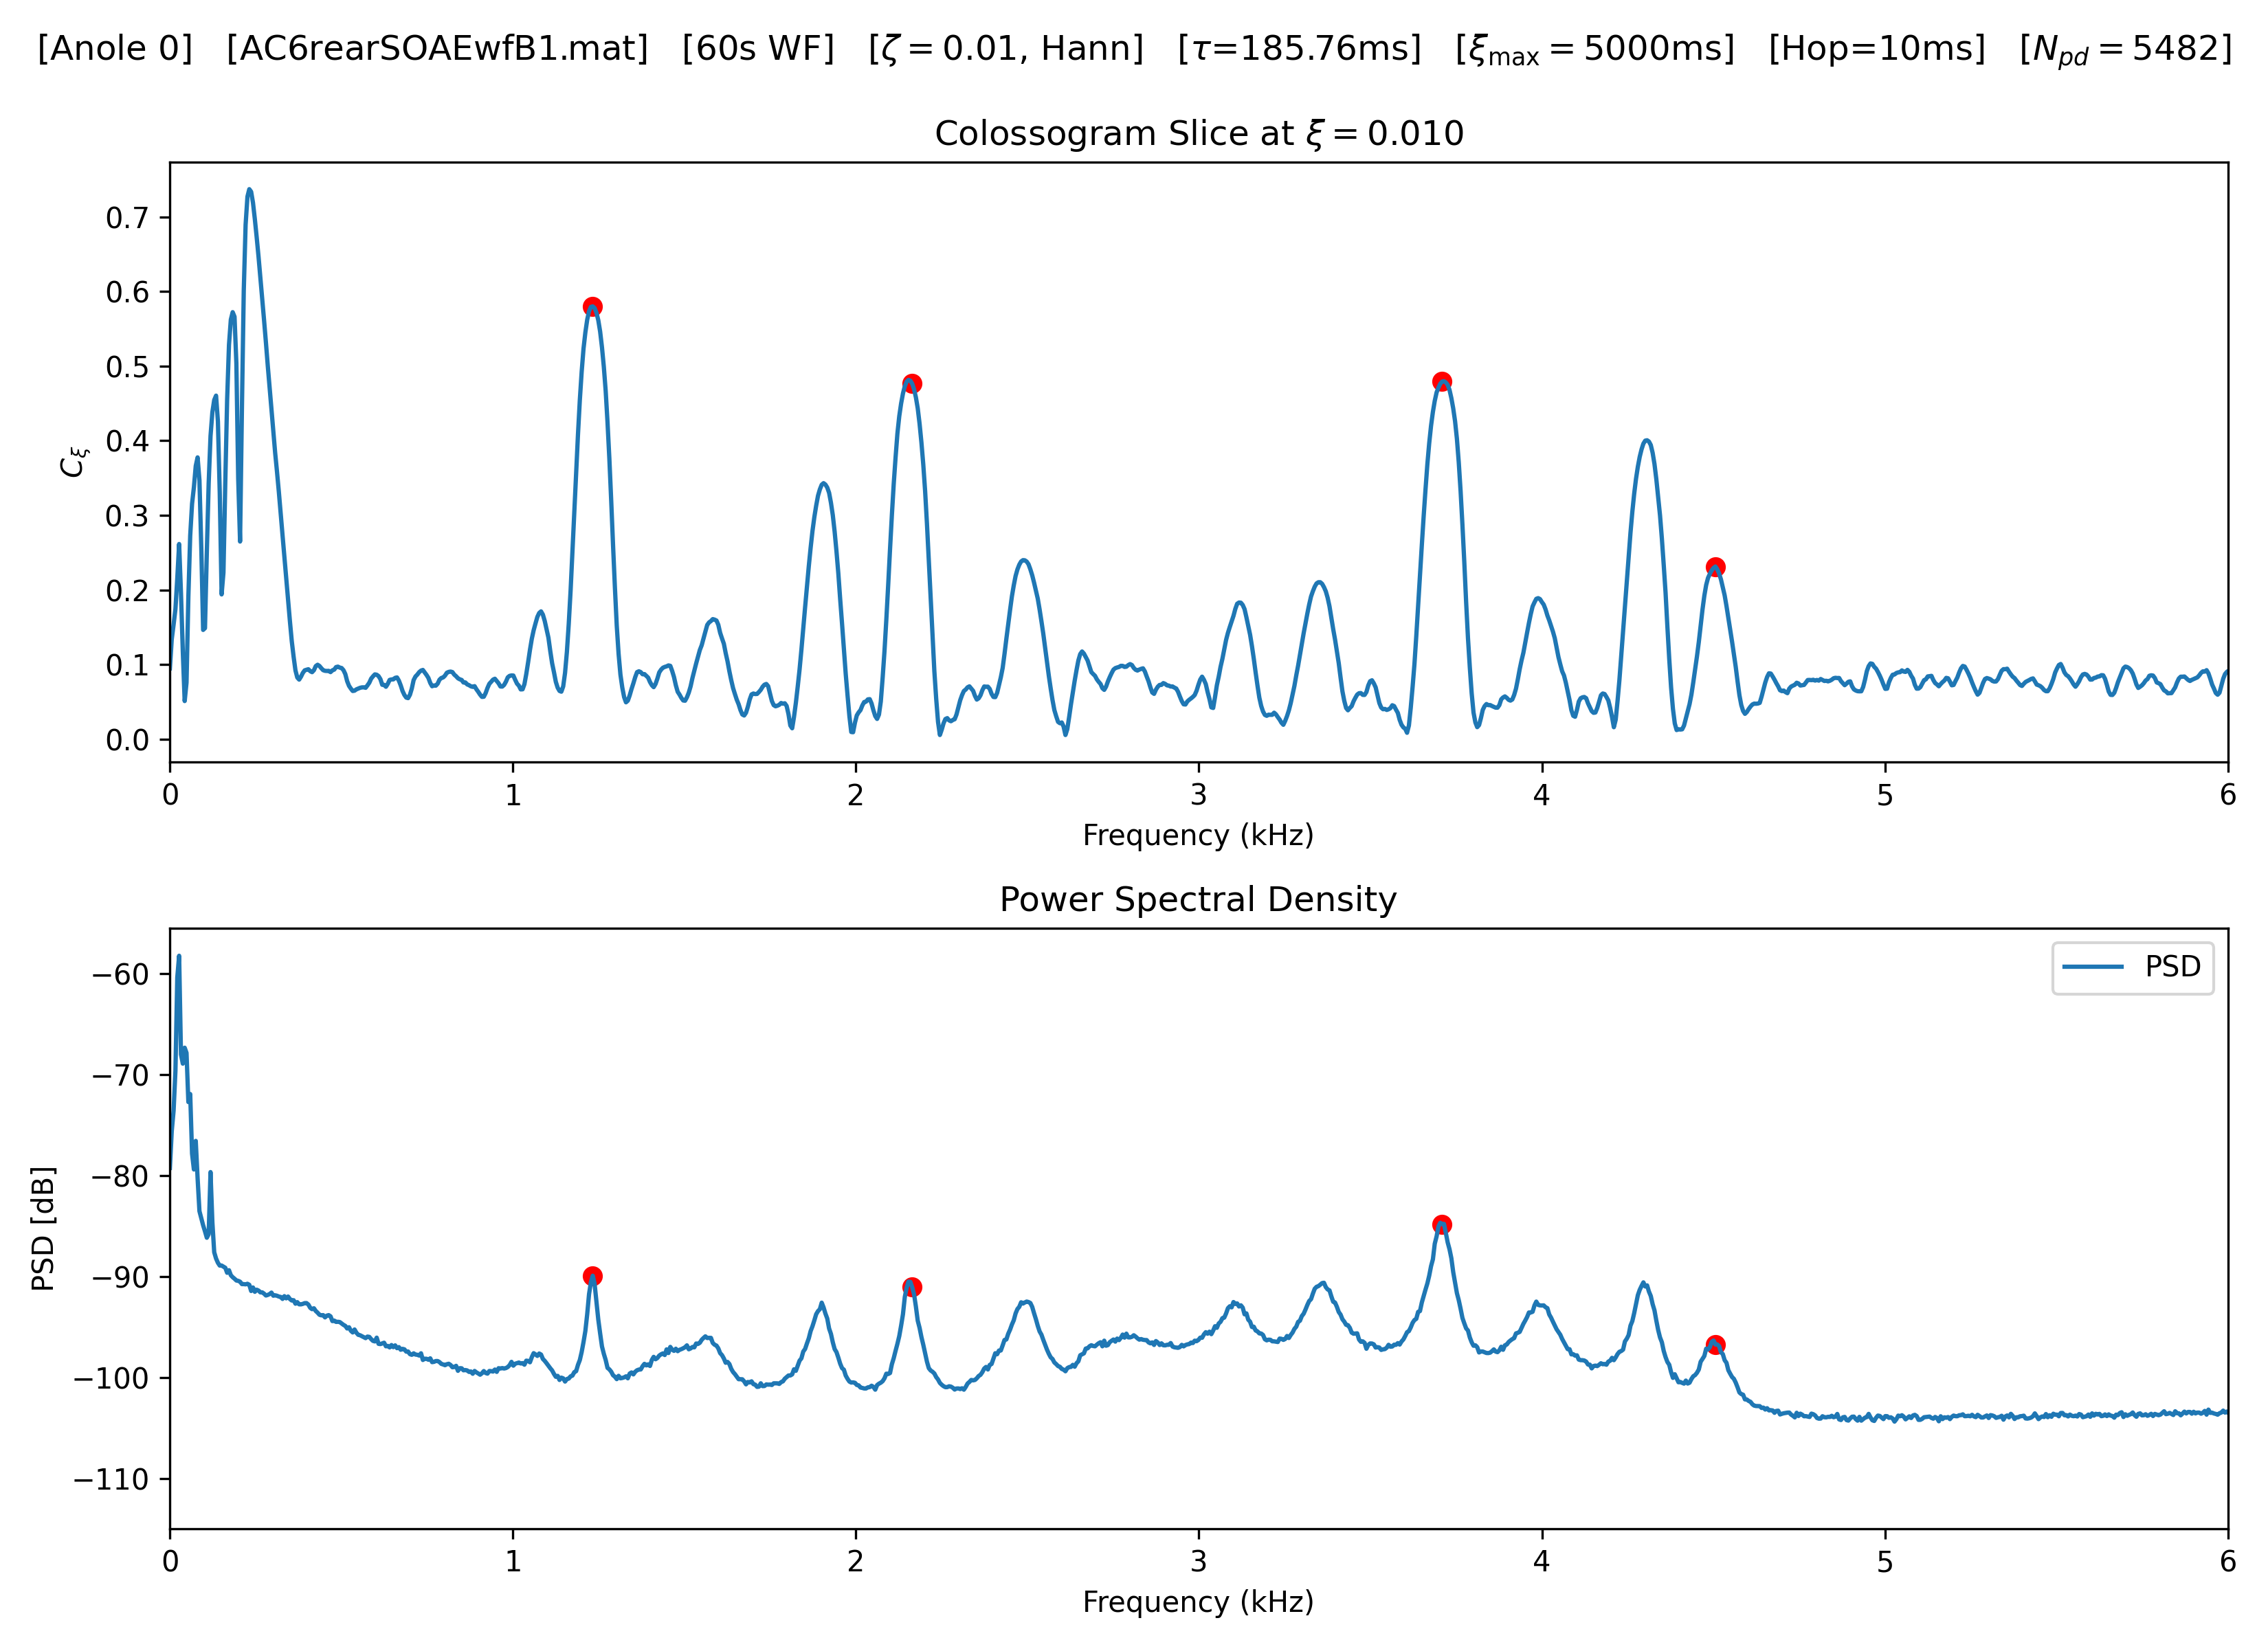 [Anole 0] [AC6rearSOAEwfB1.mat] [60s WF] [ζ = 0.01, Hann] [τ=185.76ms] [ξmax = 5000ms] [Hop=10ms] [Npd = 5482]
Colossogram Slice at ξ = 0.010
0.7
0.6
0.5
0.4
0.3
0.2
0.1
0.0
Cξ
0 1 2 3 4 5 6
Frequency (kHz)
Power Spectral Density
PSD
−60
−70
−80
−90
−100
−110
PSD [dB]
0 1 2 3 4 5 6
Frequency (kHz)